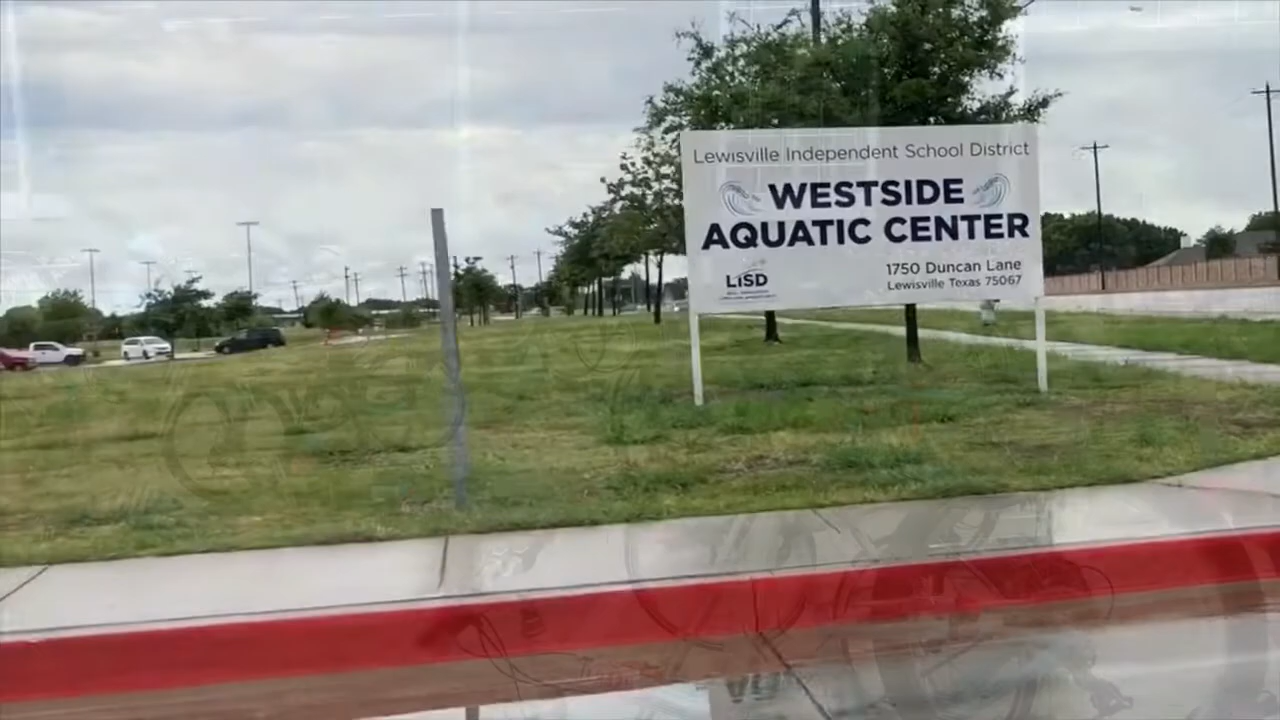 Lewisville Independent School District
WESTSIDE
AQUATIC CENTER
LISD
1750 Duncan Lane
Lewisville Texas 75067